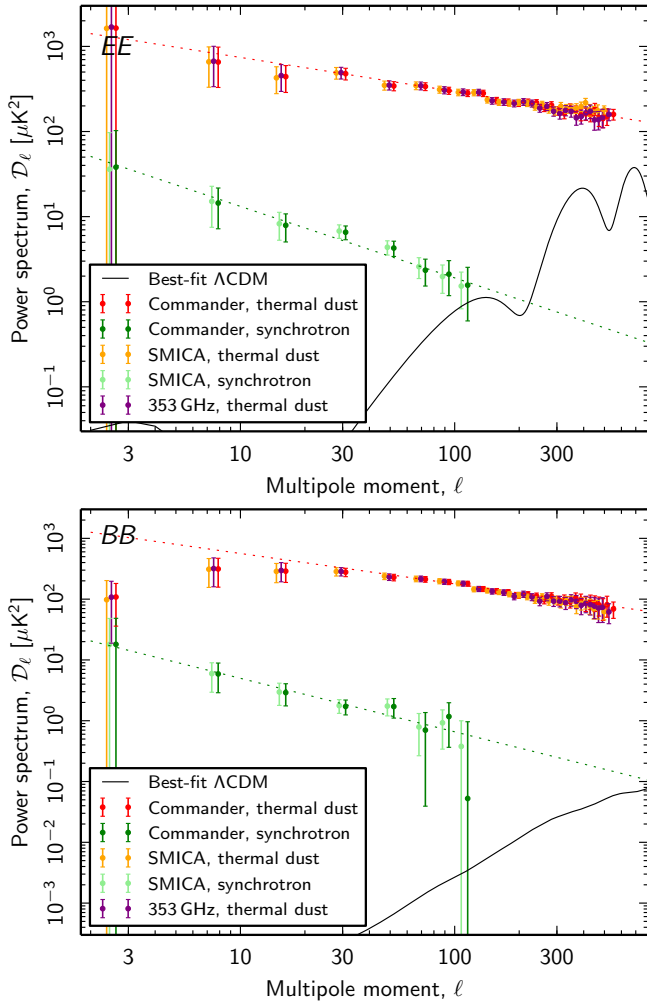 EE
10³
10²
10¹
10⁰
10⁻¹
Power spectrum, 𝒟ℓ [μK²]
Best-fit ΛCDM
Commander, thermal dust
Commander, synchrotron
SMICA, thermal dust
SMICA, synchrotron
353 GHz, thermal dust
3 10 30 100 300
Multipole moment, ℓ
BB
10³
10²
10¹
10⁰
10⁻¹
10⁻²
10⁻³
Power spectrum, 𝒟ℓ [μK²]
Best-fit ΛCDM
Commander, thermal dust
Commander, synchrotron
SMICA, thermal dust
SMICA, synchrotron
353 GHz, thermal dust
3 10 30 100 300
Multipole moment, ℓ